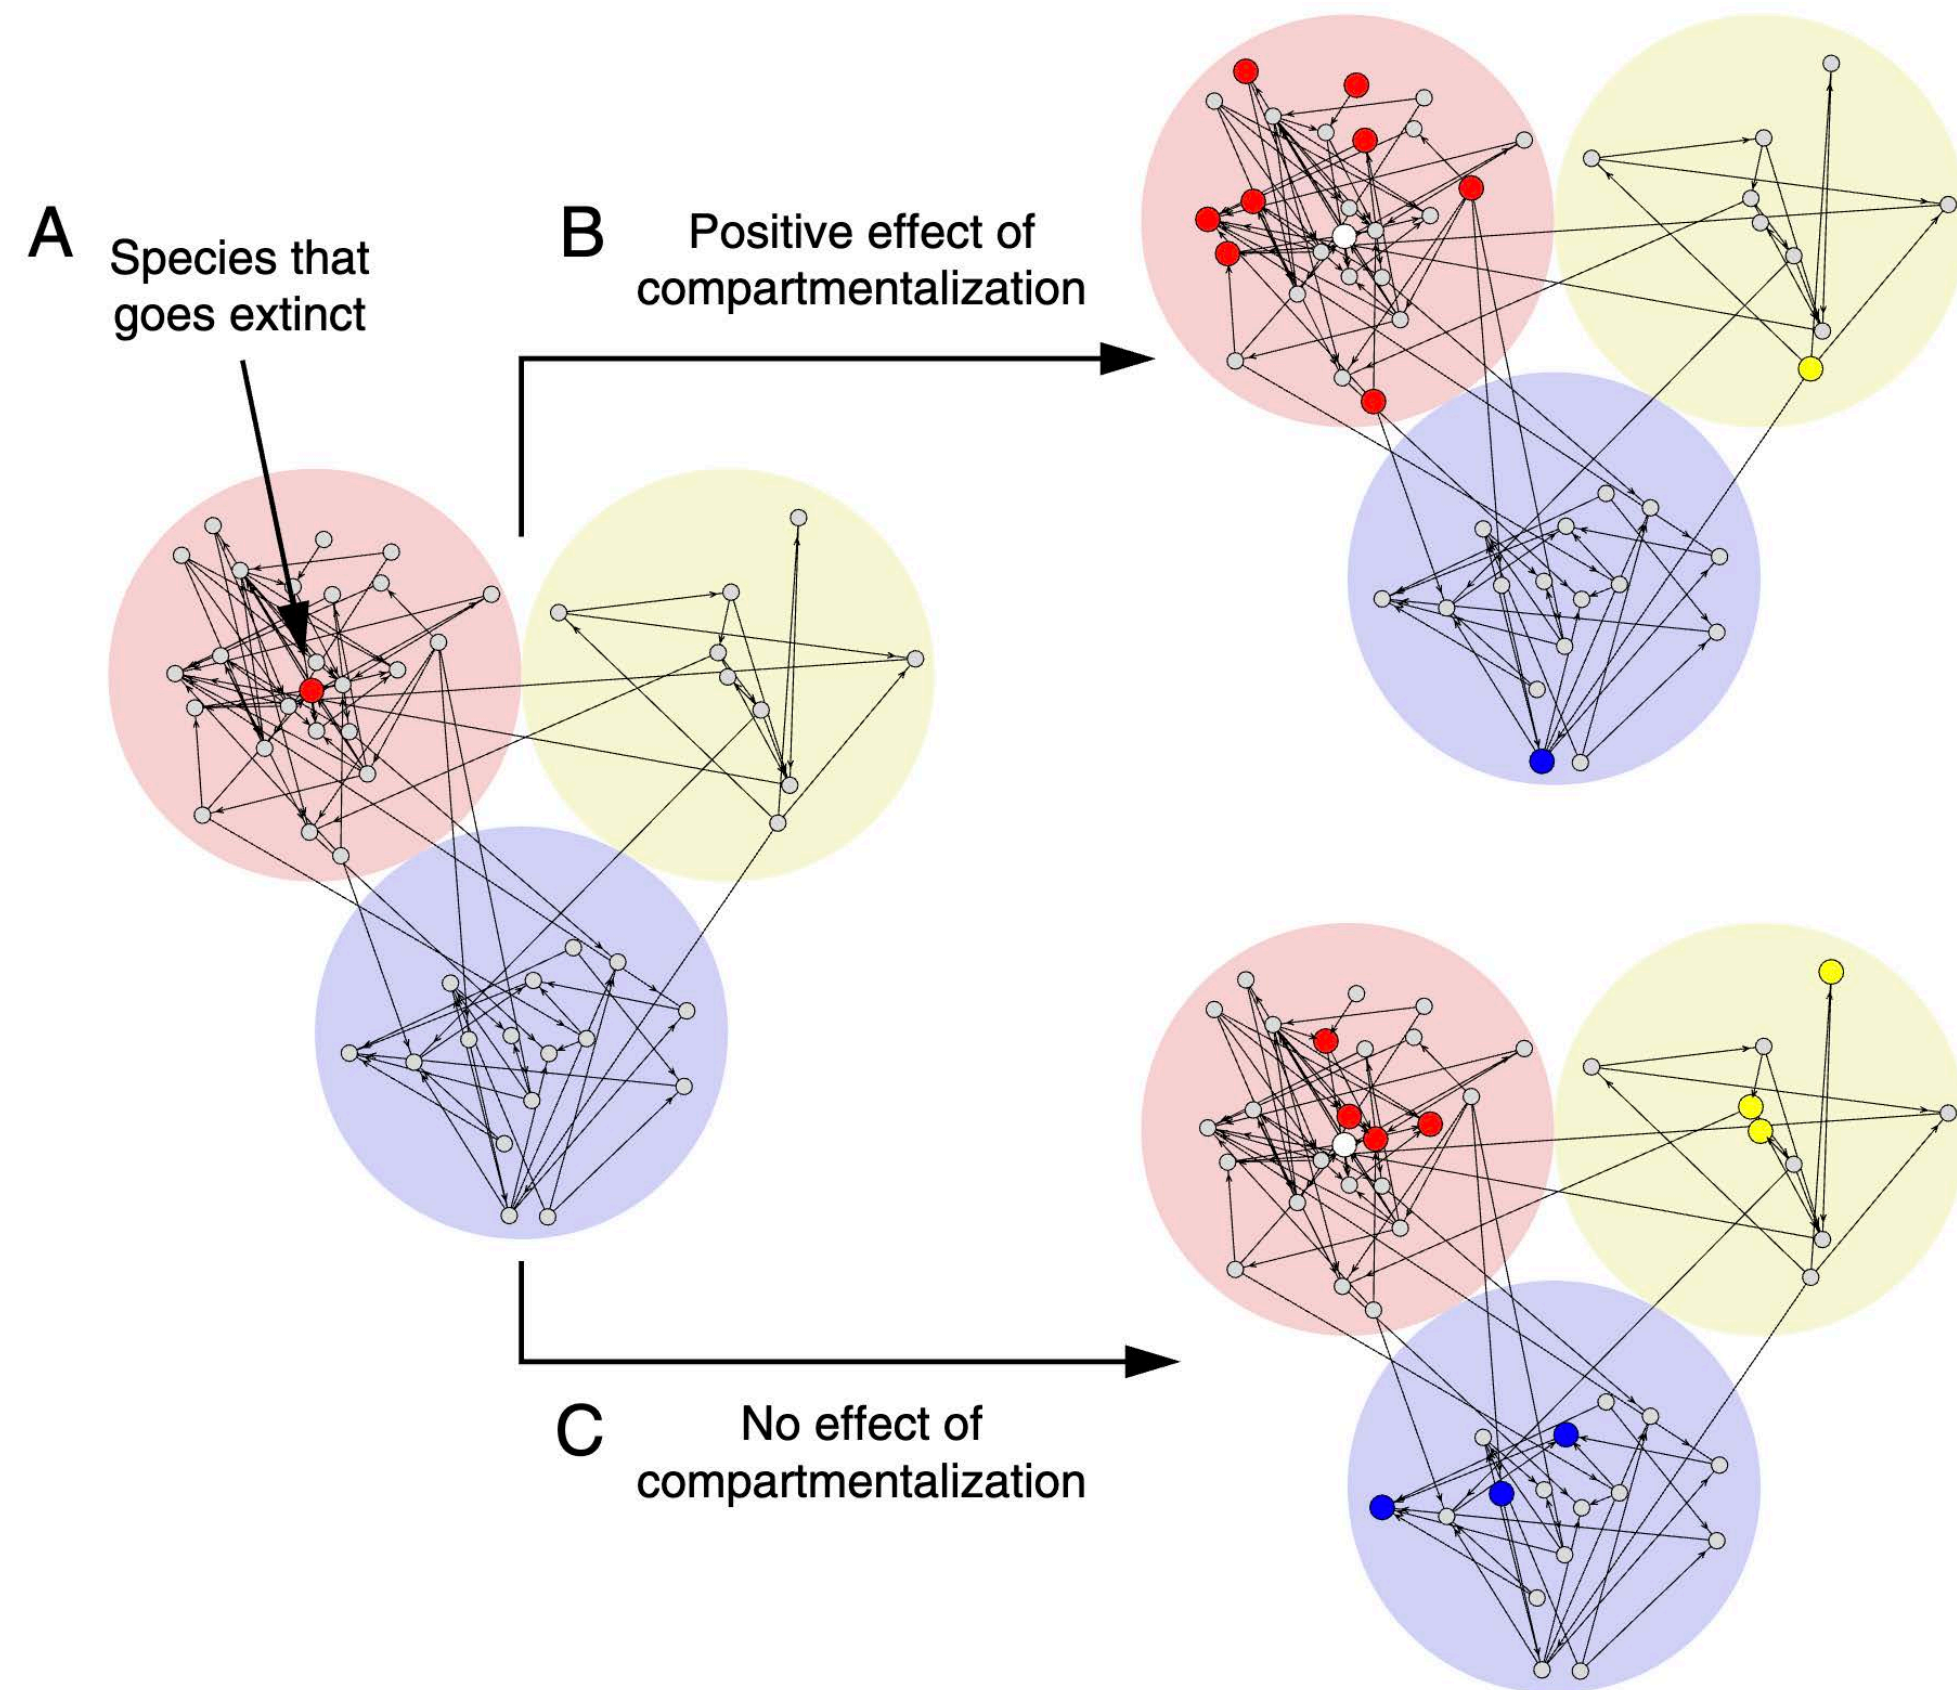 A
Species that
goes extinct
B
Positive effect of
compartmentalization
C
No effect of
compartmentalization